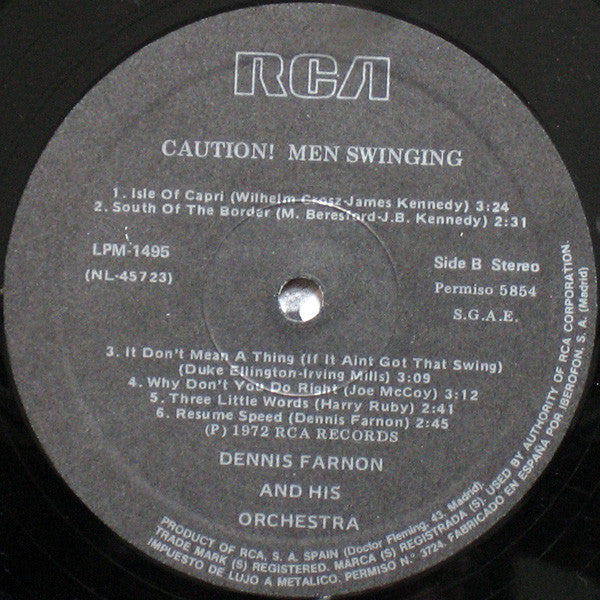 RCA
CAUTION! MEN SWINGING
1. Isle Of Capri (Wilhelm Grosz-James Kennedy) 3:24
2. South Of The Border (M. Beresford-J.B. Kennedy) 2:31
LPM-1495
(NL-45723)
Side B Stereo
Permiso 5854
S.G.A.E.
3. It Don't Mean A Thing (If It Aint Got That Swing)
(Duke Ellington-Irving Mills) 3:09
4. Why Don't You Do Right (Joe McCoy) 3:12
5. Three Little Words (Harry Ruby) 2:41
6. Resume Speed (Dennis Farnon) 2:45
(P) 1972 RCA RECORDS
DENNIS FARNON
AND HIS
ORCHESTRA
PRODUCT OF RCA, S. A. SPAIN (Doctor Fleming, 43. Madrid).
TRADE MARK (S) REGISTERED. MARCA (S) REGISTRADA (S). USED BY AUTHORITY OF RCA CORPORATION.
IMPUESTO DE LUJO A METALICO. PERMISO N.º 3724. FABRICADO EN ESPAÑA POR IBEROFON, S. A. (Madrid)